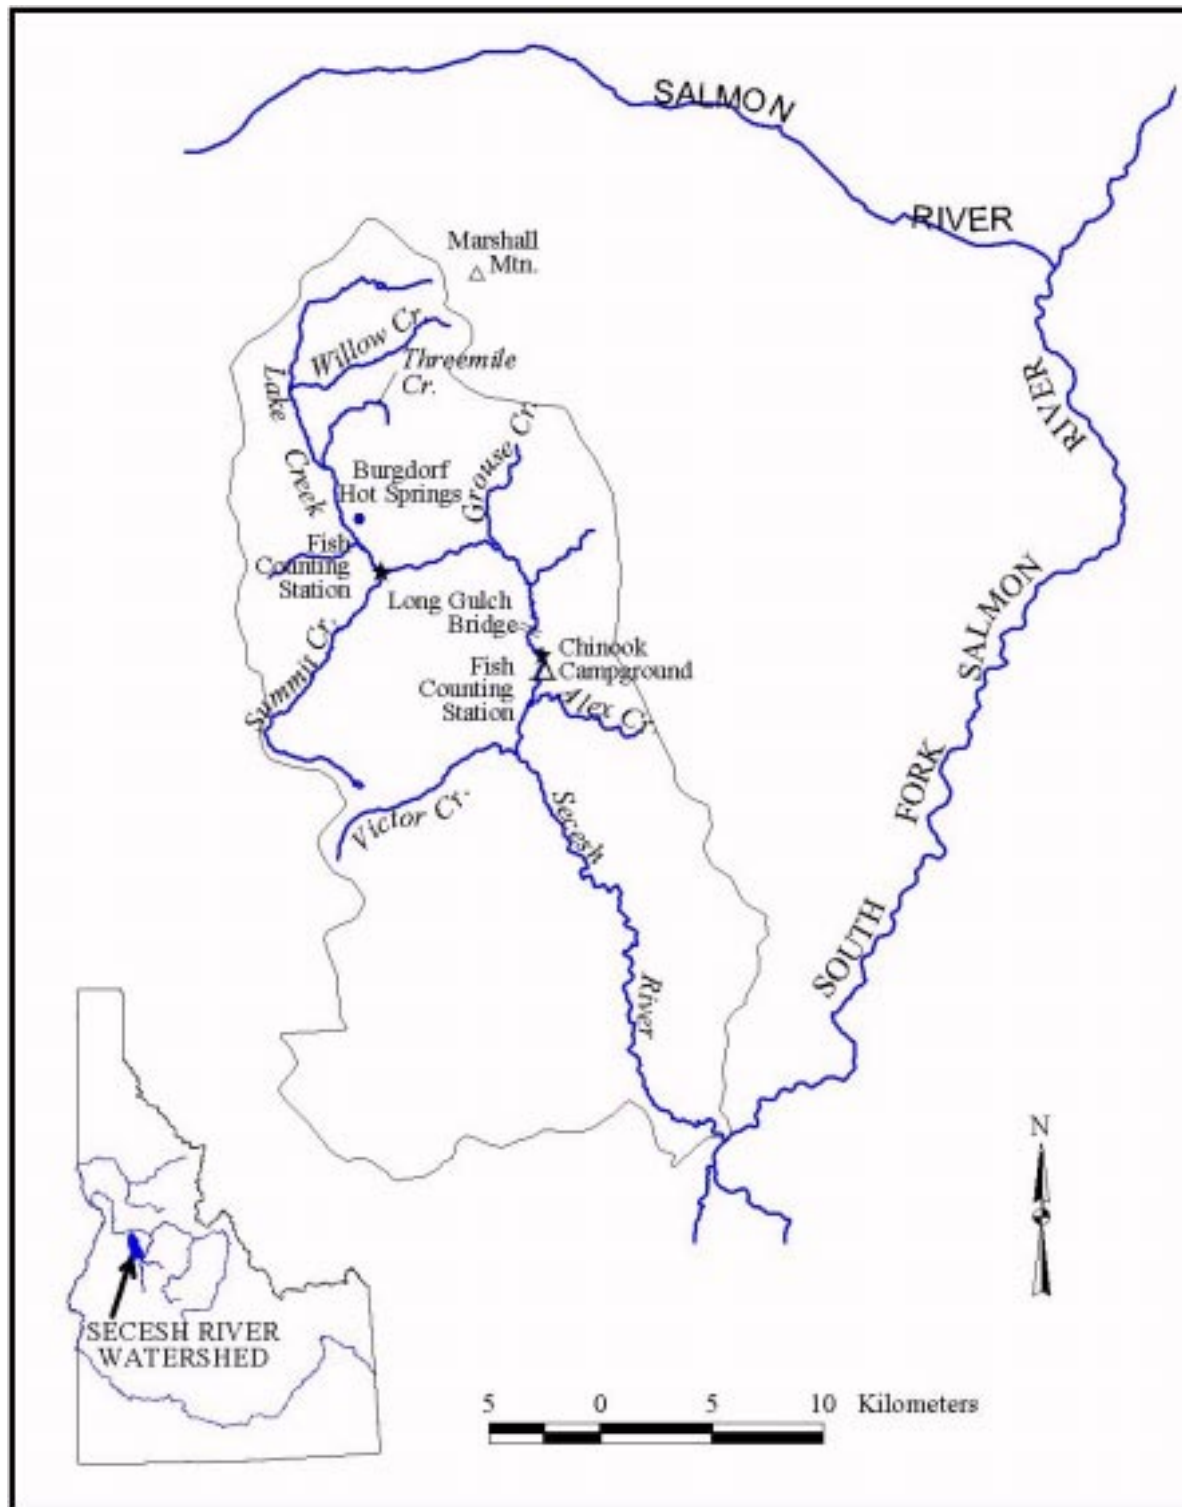 SALMON
RIVER
Marshall
Mtn.
Willow Cr.
Threemile
Cr.
Lake
Creek
RIVER
Grouse Cr.
Burgdorf
Hot Springs
Fish
Counting
Station
Long Gulch
Bridge
Chinook
Campground
Fish
Counting
Station
Alex Cr.
Summit Cr.
SALMON
Victor Cr.
Secesh
River
FORK
SOUTH
N
SECESH RIVER
WATERSHED
5 0 5 10 Kilometers